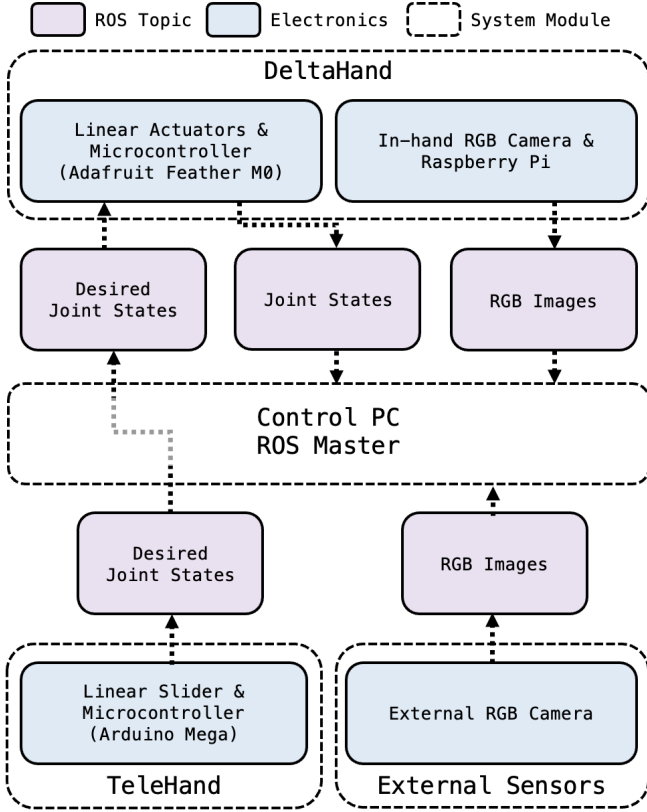 ROS Topic
Electronics
System Module
DeltaHand
Linear Actuators &
Microcontroller
(Adafruit Feather M0)
In-hand RGB Camera &
Raspberry Pi
Desired
Joint States
Joint States
RGB Images
Control PC
ROS Master
Desired
Joint States
RGB Images
Linear Slider &
Microcontroller
(Arduino Mega)
TeleHand
External RGB Camera
External Sensors